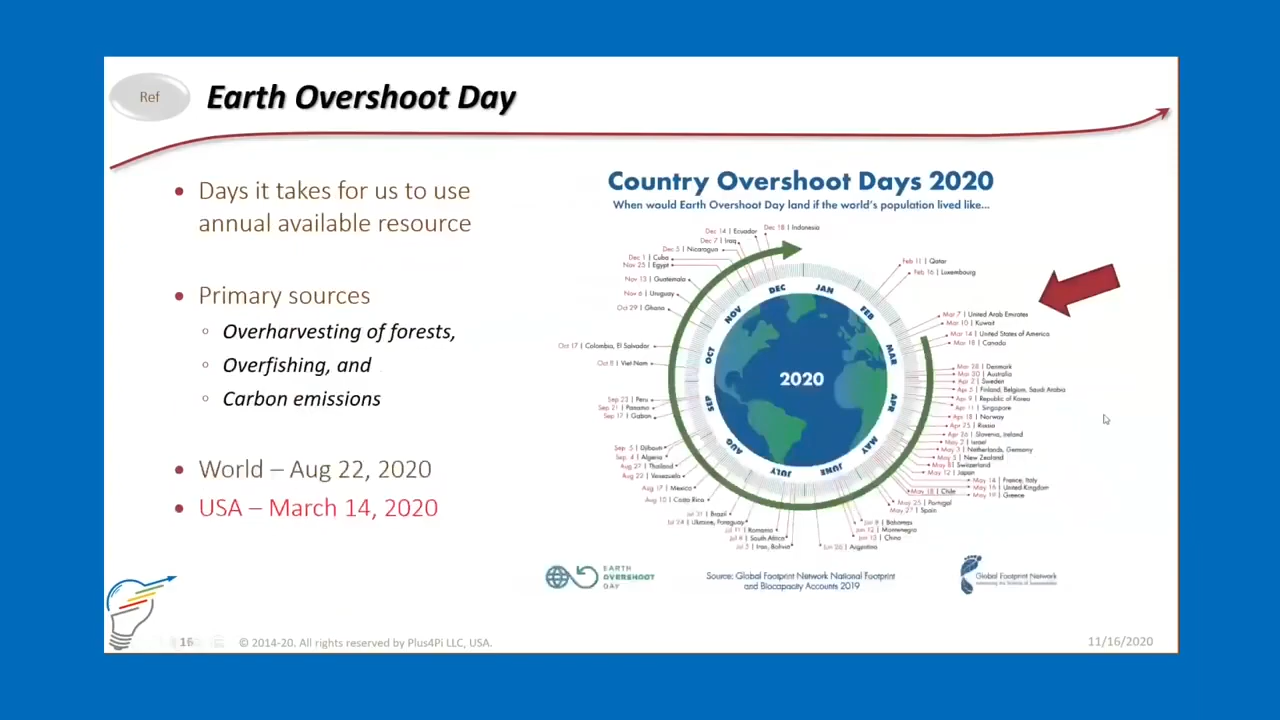 Ref
Earth Overshoot Day
• Days it takes for us to use
annual available resource
• Primary sources
◦ Overharvesting of forests,
◦ Overfishing, and
◦ Carbon emissions
• World – Aug 22, 2020
• USA – March 14, 2020
Country Overshoot Days 2020
When would Earth Overshoot Day land if the world's population lived like...
Dec 18 | Indonesia
Dec 14 | Ecuador
Dec 7 | Iraq
Dec 5 | Nicaragua
Dec 1 | Cuba
Nov 25 | Egypt
Nov 13 | Guatemala
Nov 6 | Uruguay
Oct 29 | Ghana
Oct 17 | Colombia, El Salvador
Oct 8 | Viet Nam
Sep 23 | Peru
Sep 21 | Panama
Sep 17 | Gabon
Sep 5 | Djibouti
Sep 4 | Algeria
Aug 27 | Thailand
Aug 23 | Venezuela
Aug 17 | Mexico
Aug 10 | Costa Rica
Jul 31 | Brazil
Jul 24 | Ukraine, Paraguay
Jul 11 | Romania
Jul 4 | South Africa
Jul 3 | Iran, Bolivia
Feb 11 | Qatar
Feb 16 | Luxembourg
Mar 7 | United Arab Emirates
Mar 10 | Kuwait
Mar 14 | United States of America
Mar 18 | Canada
Mar 28 | Denmark
Mar 30 | Australia
Apr 2 | Sweden
Apr 5 | Finland, Belgium, Saudi Arabia
Apr 9 | Republic of Korea
Apr 11 | Singapore
Apr 18 | Norway
Apr 25 | Russia
Apr 26 | Slovenia, Ireland
May 2 | Israel
May 3 | Netherlands, Germany
May 5 | New Zealand
May 8 | Switzerland
May 12 | Japan
May 14 | France, Italy
May 16 | United Kingdom
May 18 | Chile
May 19 | Greece
May 25 | Portugal
May 27 | Spain
Jun 8 | Bahamas
Jun 12 | Montenegro
Jun 13 | China
Jun 26 | Argentina
JAN
FEB
MAR
APR
MAY
JUNE
JULY
AUG
SEP
OCT
NOV
DEC
2020
EARTH
OVERSHOOT
DAY
Source: Global Footprint Network National Footprint
and Biocapacity Accounts 2019
Global Footprint Network
16
© 2014-20. All rights reserved by Plus4Pi LLC, USA.
11/16/2020